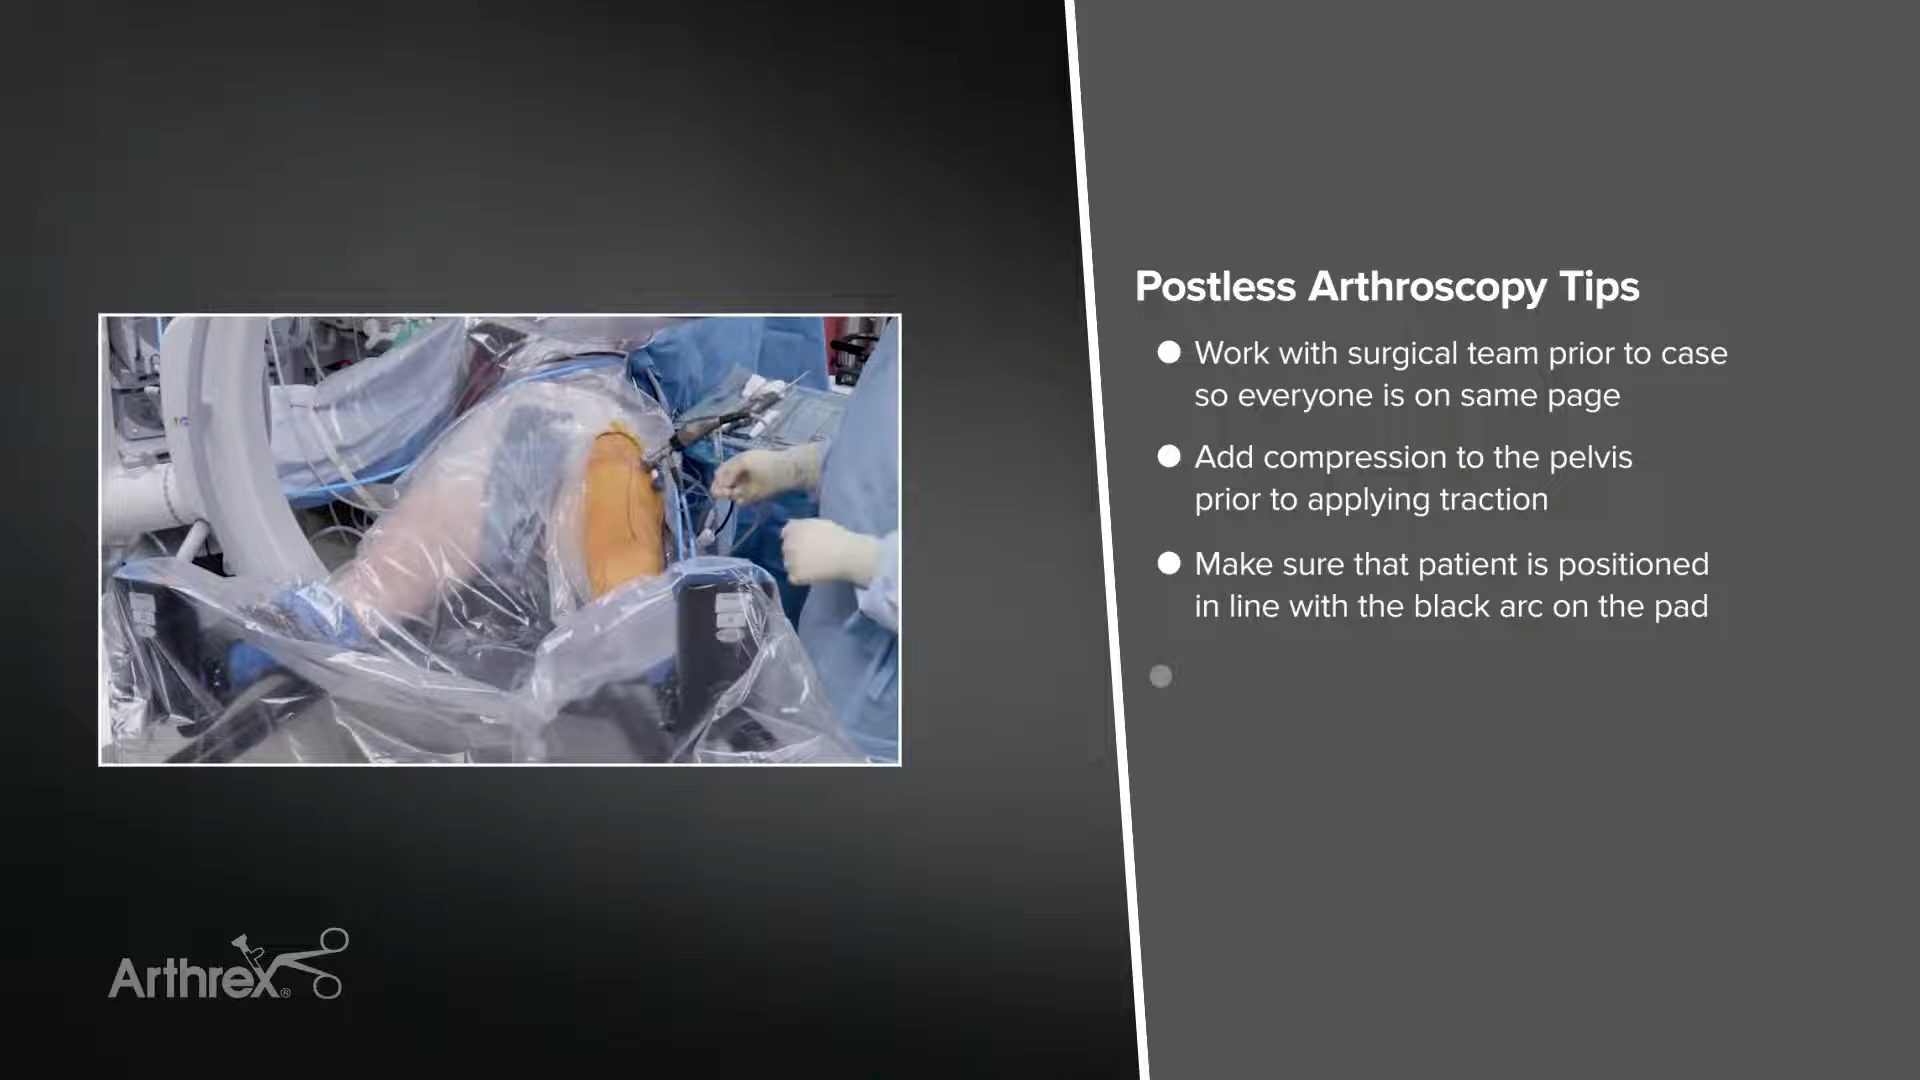 Postless Arthroscopy Tips
Work with surgical team prior to case
so everyone is on same page
Add compression to the pelvis
prior to applying traction
Make sure that patient is positioned
in line with the black arc on the pad
Arthrex®